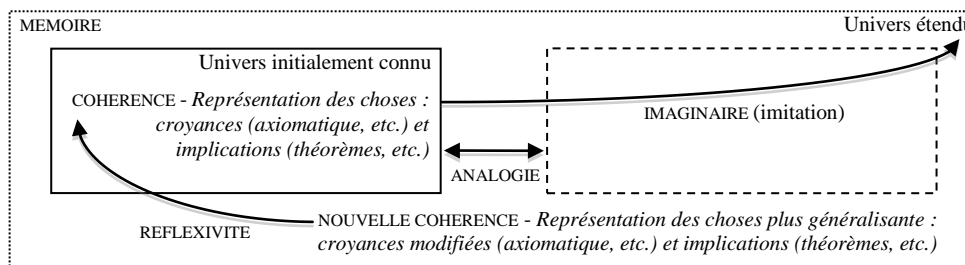 MEMOIRE
Univers étendu
Univers initialement connu
COHERENCE - Représentation des choses :
croyances (axiomatique, etc.) et
implications (théorèmes, etc.)
IMAGINAIRE (imitation)
ANALOGIE
REFLEXIVITE
NOUVELLE COHERENCE - Représentation des choses plus généralisante :
croyances modifiées (axiomatique, etc.) et implications (théorèmes, etc.)